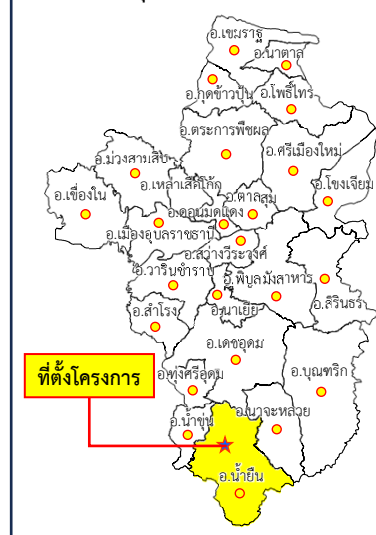 อ.เขมราฐ
อ.นาตาล
อ.กุดข้าวปุ้น
อ.โพธิ์ไทร
อ.ตระการพืชผล
อ.ศรีเมืองใหม่
อ.ม่วงสามสิบ
อ.เหล่าเสือโก้ก
อ.ตาลสุม
อ.โขงเจียม
อ.เขื่องใน
อ.ดอนมดแดง
อ.เมืองอุบลราชธานี
อ.สว่างวีระวงศ์
อ.วารินชำราบ
อ.พิบูลมังสาหาร
อ.สำโรง
อ.นาเยีย
อ.สิรินธร
อ.เดชอุดม
ที่ตั้งโครงการ
อ.ทุ่งศรีอุดม
อ.บุณฑริก
อ.น้ำขุ่น
อ.นาจะหลวย
อ.น้ำยืน